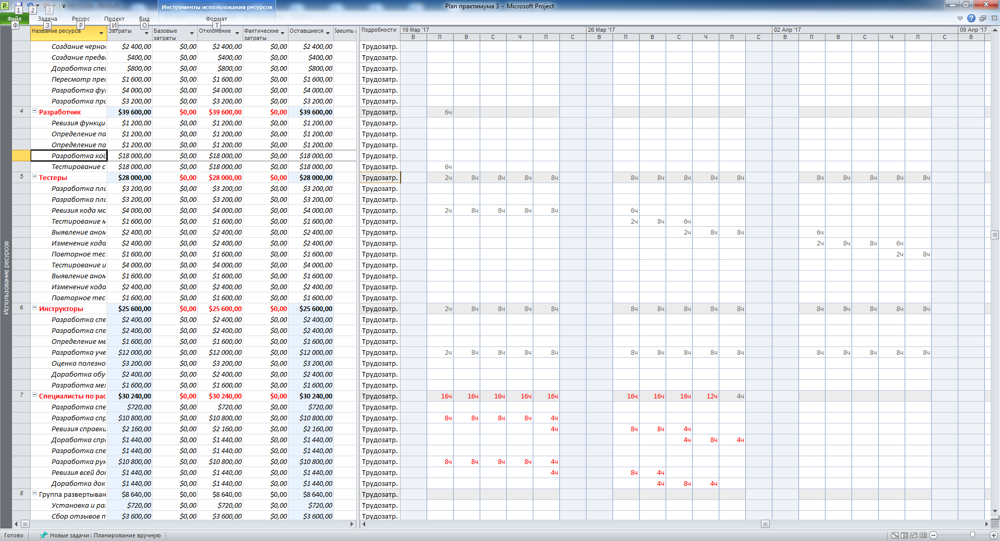 Инструменты использования ресурсов
Plan практимума 3 - Microsoft Project
1 2 3
Файл Задача Ресурс Проект Вид Формат
Ф З Р И О Т
Название ресурса Затраты Базовые затраты Отклонение Фактические затраты Оставшиеся Подробности 19 Мар '17 26 Мар '17 02 Апр '17 09 Апр '17
В П В С Ч П С В П В С Ч П С В П В С Ч П С В
Создание черно $2 400,00 $0,00 $2 400,00 $0,00 $2 400,00 Трудозатр.
Создание предв $400,00 $0,00 $400,00 $0,00 $400,00 Трудозатр.
Доработка спец $800,00 $0,00 $800,00 $0,00 $800,00 Трудозатр.
Пересмотр пред $1 600,00 $0,00 $1 600,00 $0,00 $1 600,00 Трудозатр.
Разработка фун $4 000,00 $0,00 $4 000,00 $0,00 $4 000,00 Трудозатр.
Разработка про $3 200,00 $0,00 $3 200,00 $0,00 $3 200,00 Трудозатр.
4 Разработчик $39 600,00 $0,00 $39 600,00 $0,00 $39 600,00 Трудозатр. 6ч
Ревизия функци $1 200,00 $0,00 $1 200,00 $0,00 $1 200,00 Трудозатр.
Определение па $1 200,00 $0,00 $1 200,00 $0,00 $1 200,00 Трудозатр.
Определение па $1 200,00 $0,00 $1 200,00 $0,00 $1 200,00 Трудозатр.
Разработка код $18 000,00 $0,00 $18 000,00 $0,00 $18 000,00 Трудозатр.
Тестирование с $18 000,00 $0,00 $18 000,00 $0,00 $18 000,00 Трудозатр. 6ч
5 Тестеры $28 000,00 $0,00 $28 000,00 $0,00 $28 000,00 Трудозатр. 2ч 8ч 8ч 8ч 8ч 8ч 8ч 8ч 8ч 8ч 8ч 8ч 8ч 8ч 8ч
Разработка пла $3 200,00 $0,00 $3 200,00 $0,00 $3 200,00 Трудозатр.
Разработка пла $3 200,00 $0,00 $3 200,00 $0,00 $3 200,00 Трудозатр.
Ревизия кода мо $4 000,00 $0,00 $4 000,00 $0,00 $4 000,00 Трудозатр. 2ч 8ч 8ч 8ч 8ч 6ч
Тестирование м $1 600,00 $0,00 $1 600,00 $0,00 $1 600,00 Трудозатр. 2ч 8ч 6ч
Выявление аном $2 400,00 $0,00 $2 400,00 $0,00 $2 400,00 Трудозатр. 2ч 8ч 8ч 6ч
Изменение кода $2 400,00 $0,00 $2 400,00 $0,00 $2 400,00 Трудозатр. 2ч 8ч 8ч 6ч
Повторное тес $1 600,00 $0,00 $1 600,00 $0,00 $1 600,00 Трудозатр. 2ч 8ч
Тестирование и $4 000,00 $0,00 $4 000,00 $0,00 $4 000,00 Трудозатр.
Выявление аном $1 600,00 $0,00 $1 600,00 $0,00 $1 600,00 Трудозатр.
Изменение кода $2 400,00 $0,00 $2 400,00 $0,00 $2 400,00 Трудозатр.
Повторное тес $1 600,00 $0,00 $1 600,00 $0,00 $1 600,00 Трудозатр.
6 Инструкторы $25 600,00 $0,00 $25 600,00 $0,00 $25 600,00 Трудозатр. 2ч 8ч 8ч 8ч 8ч 8ч 8ч 8ч 8ч 8ч 8ч 8ч 8ч 8ч 8ч
Разработка спе $2 400,00 $0,00 $2 400,00 $0,00 $2 400,00 Трудозатр.
Разработка спе $2 400,00 $0,00 $2 400,00 $0,00 $2 400,00 Трудозатр.
Определение ме $1 600,00 $0,00 $1 600,00 $0,00 $1 600,00 Трудозатр.
Разработка уче $12 000,00 $0,00 $12 000,00 $0,00 $12 000,00 Трудозатр. 2ч 8ч 8ч 8ч 8ч 8ч 8ч 8ч 8ч 8ч 8ч 8ч 8ч 8ч 8ч
Оценка полезно $3 200,00 $0,00 $3 200,00 $0,00 $3 200,00 Трудозатр.
Доработка обу $2 400,00 $0,00 $2 400,00 $0,00 $2 400,00 Трудозатр.
Разработка мех $1 600,00 $0,00 $1 600,00 $0,00 $1 600,00 Трудозатр.
7 Специалисты по рас $30 240,00 $0,00 $30 240,00 $0,00 $30 240,00 Трудозатр. 16ч 16ч 16ч 16ч 16ч 16ч 16ч 16ч 12ч 4ч
Разработка спе $720,00 $0,00 $720,00 $0,00 $720,00 Трудозатр.
Разработка спр $10 800,00 $0,00 $10 800,00 $0,00 $10 800,00 Трудозатр. 8ч 8ч 8ч 8ч 4ч
Ревизия справки $2 160,00 $0,00 $2 160,00 $0,00 $2 160,00 Трудозатр. 4ч 8ч 8ч 4ч
Доработка спра $1 440,00 $0,00 $1 440,00 $0,00 $1 440,00 Трудозатр. 4ч 8ч 4ч
Разработка спе $1 440,00 $0,00 $1 440,00 $0,00 $1 440,00 Трудозатр.
Разработка рук $10 800,00 $0,00 $10 800,00 $0,00 $10 800,00 Трудозатр. 8ч 8ч 8ч 8ч 4ч
Ревизия всей док $1 440,00 $0,00 $1 440,00 $0,00 $1 440,00 Трудозатр. 4ч 8ч 4ч
Доработка док $1 440,00 $0,00 $1 440,00 $0,00 $1 440,00 Трудозатр. 4ч 8ч 4ч
8 Группа развертыван $8 640,00 $0,00 $8 640,00 $0,00 $8 640,00 Трудозатр.
Установка и раз $720,00 $0,00 $720,00 $0,00 $720,00 Трудозатр.
Сбор отзывов п $3 600,00 $0,00 $3 600,00 $0,00 $3 600,00 Трудозатр.
Использование ресурсов
Готово Новые задачи : Планирование вручную